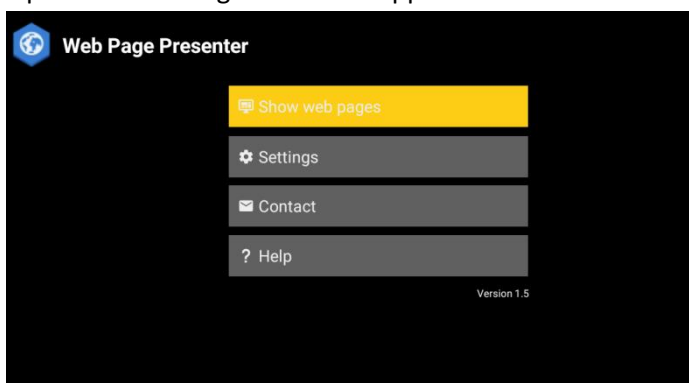 Web Page Presenter
Show web pages
Settings
Contact
? Help
Version 1.5